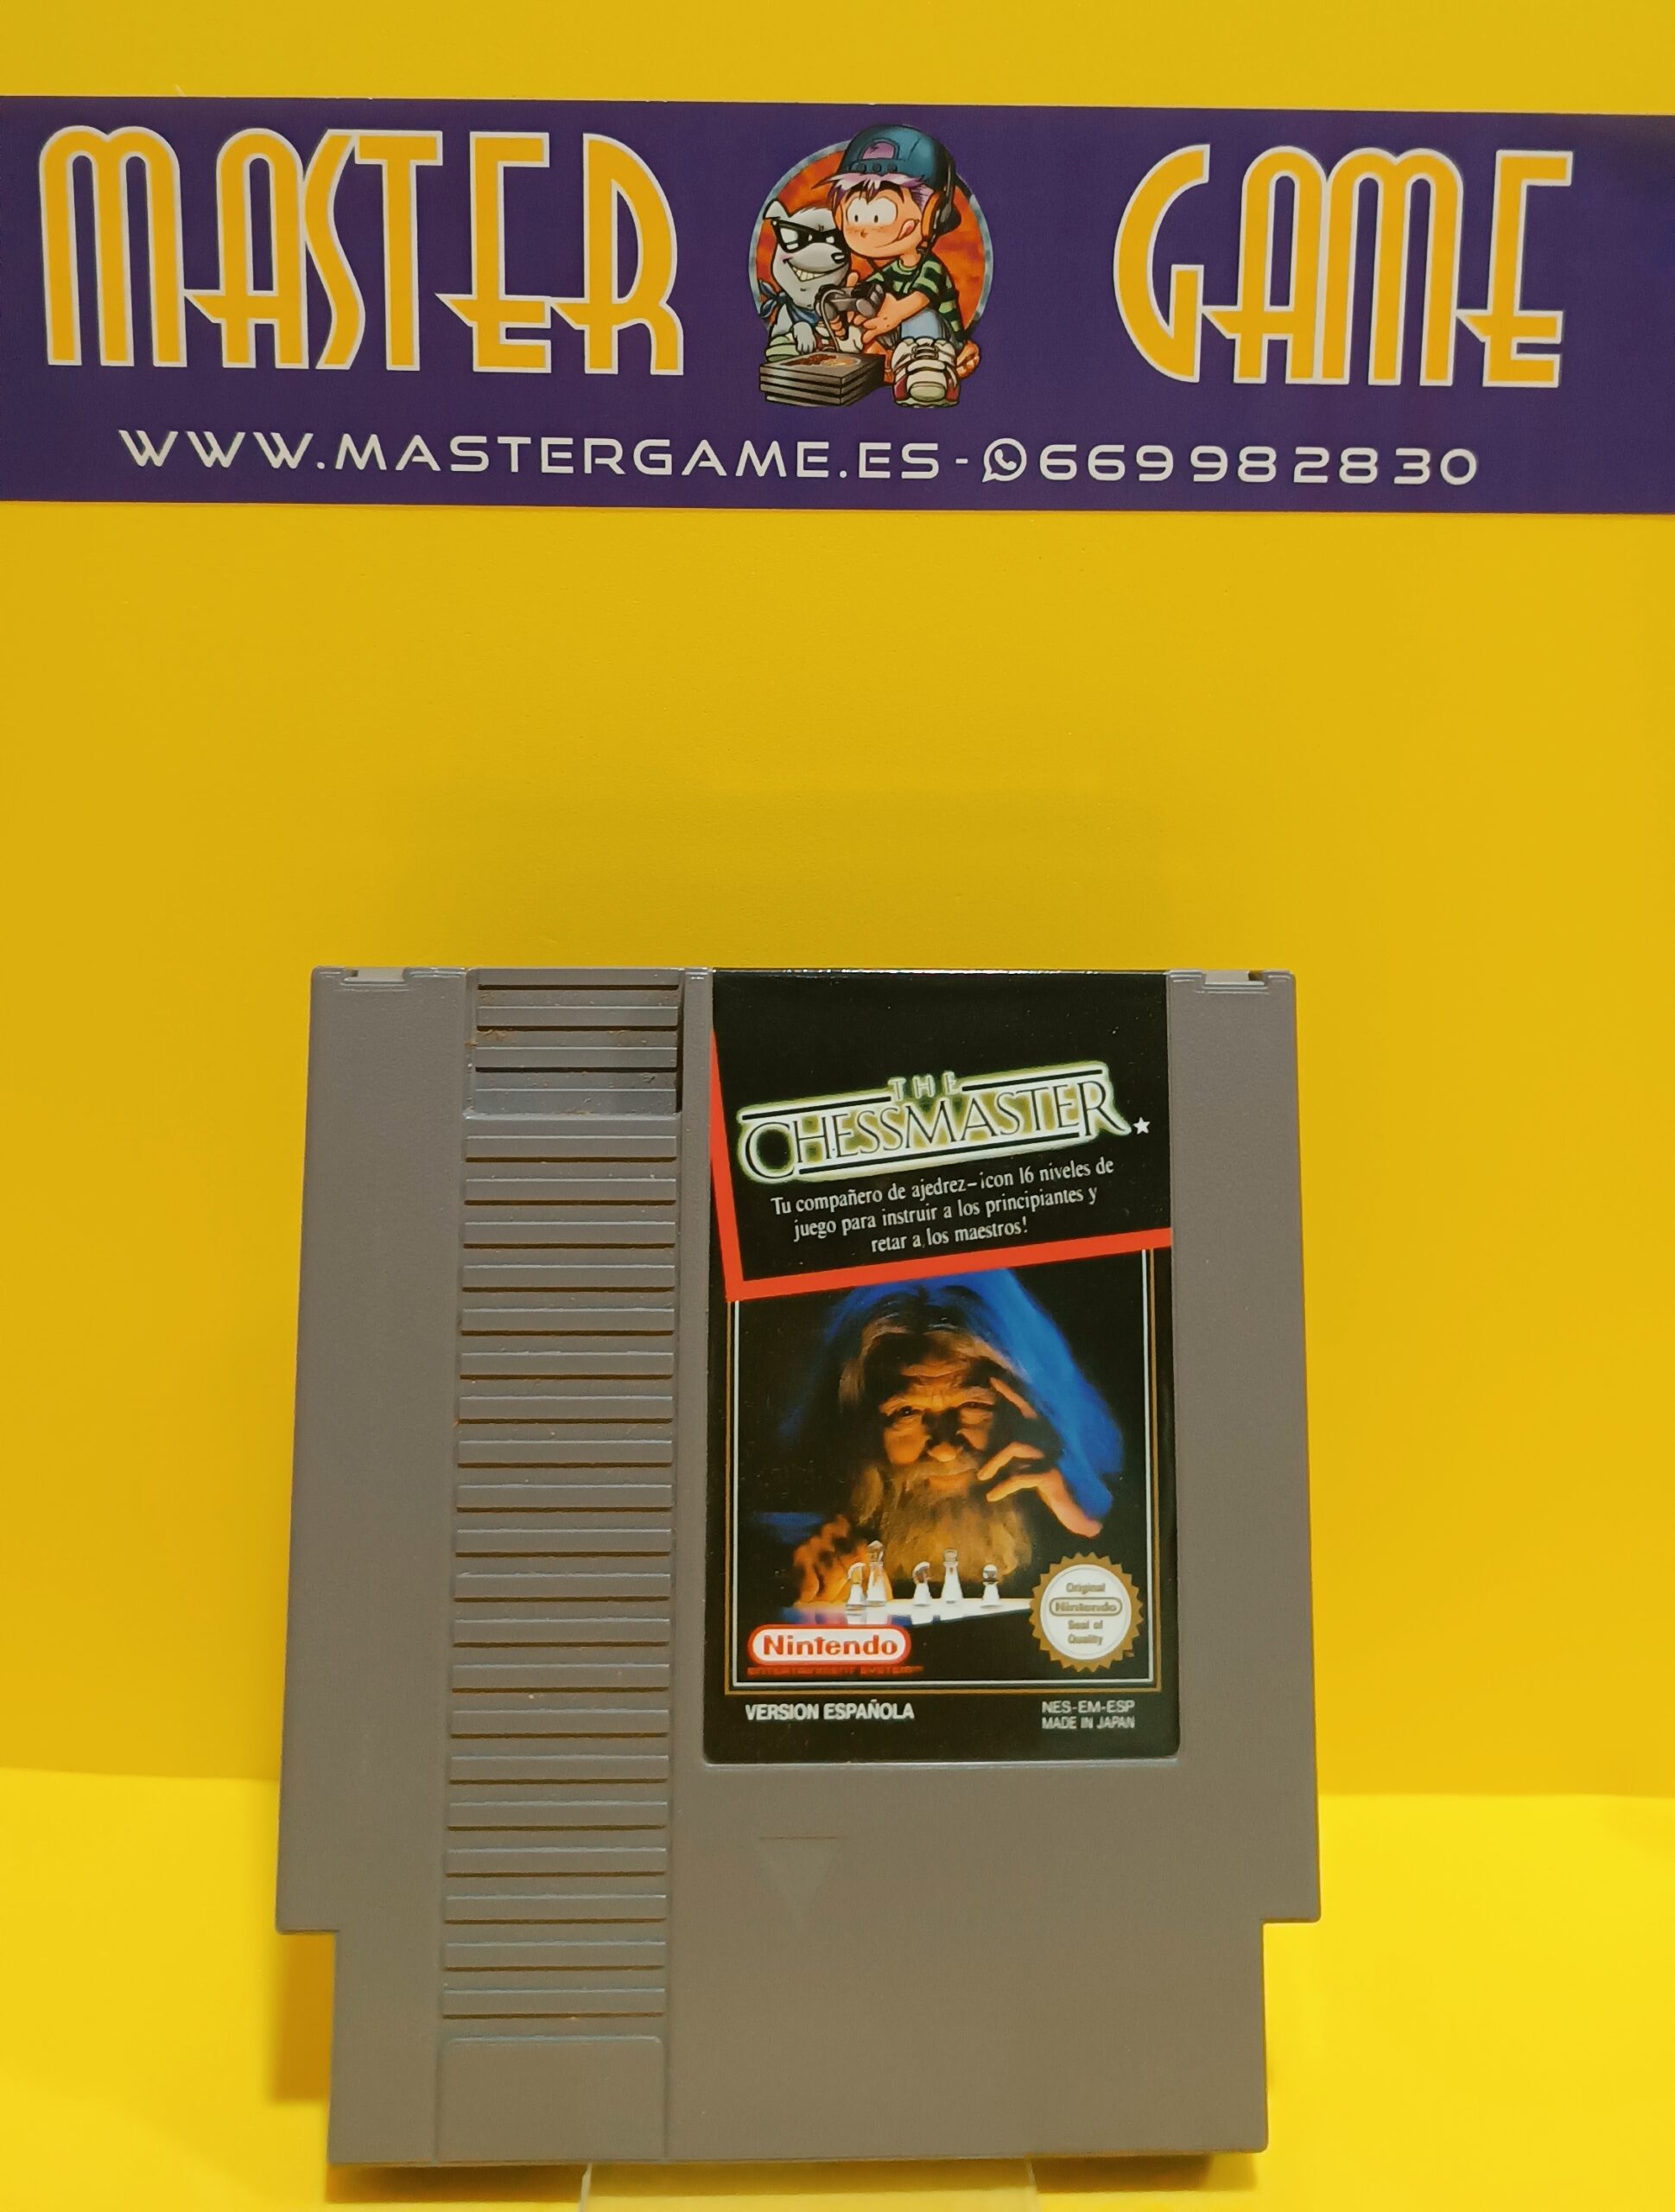 MASTER GAME
WWW.MASTERGAME.ES - 669982830
THE
CHESSMASTER
Tu compañero de ajedrez-¡con 16 niveles de
juego para instruir a los principiantes y
retar a los maestros!
Original
Nintendo
Seal of
Quality
Nintendo
ENTERTAINMENT SYSTEM
VERSION ESPAÑOLA
NES-EM-ESP
MADE IN JAPAN